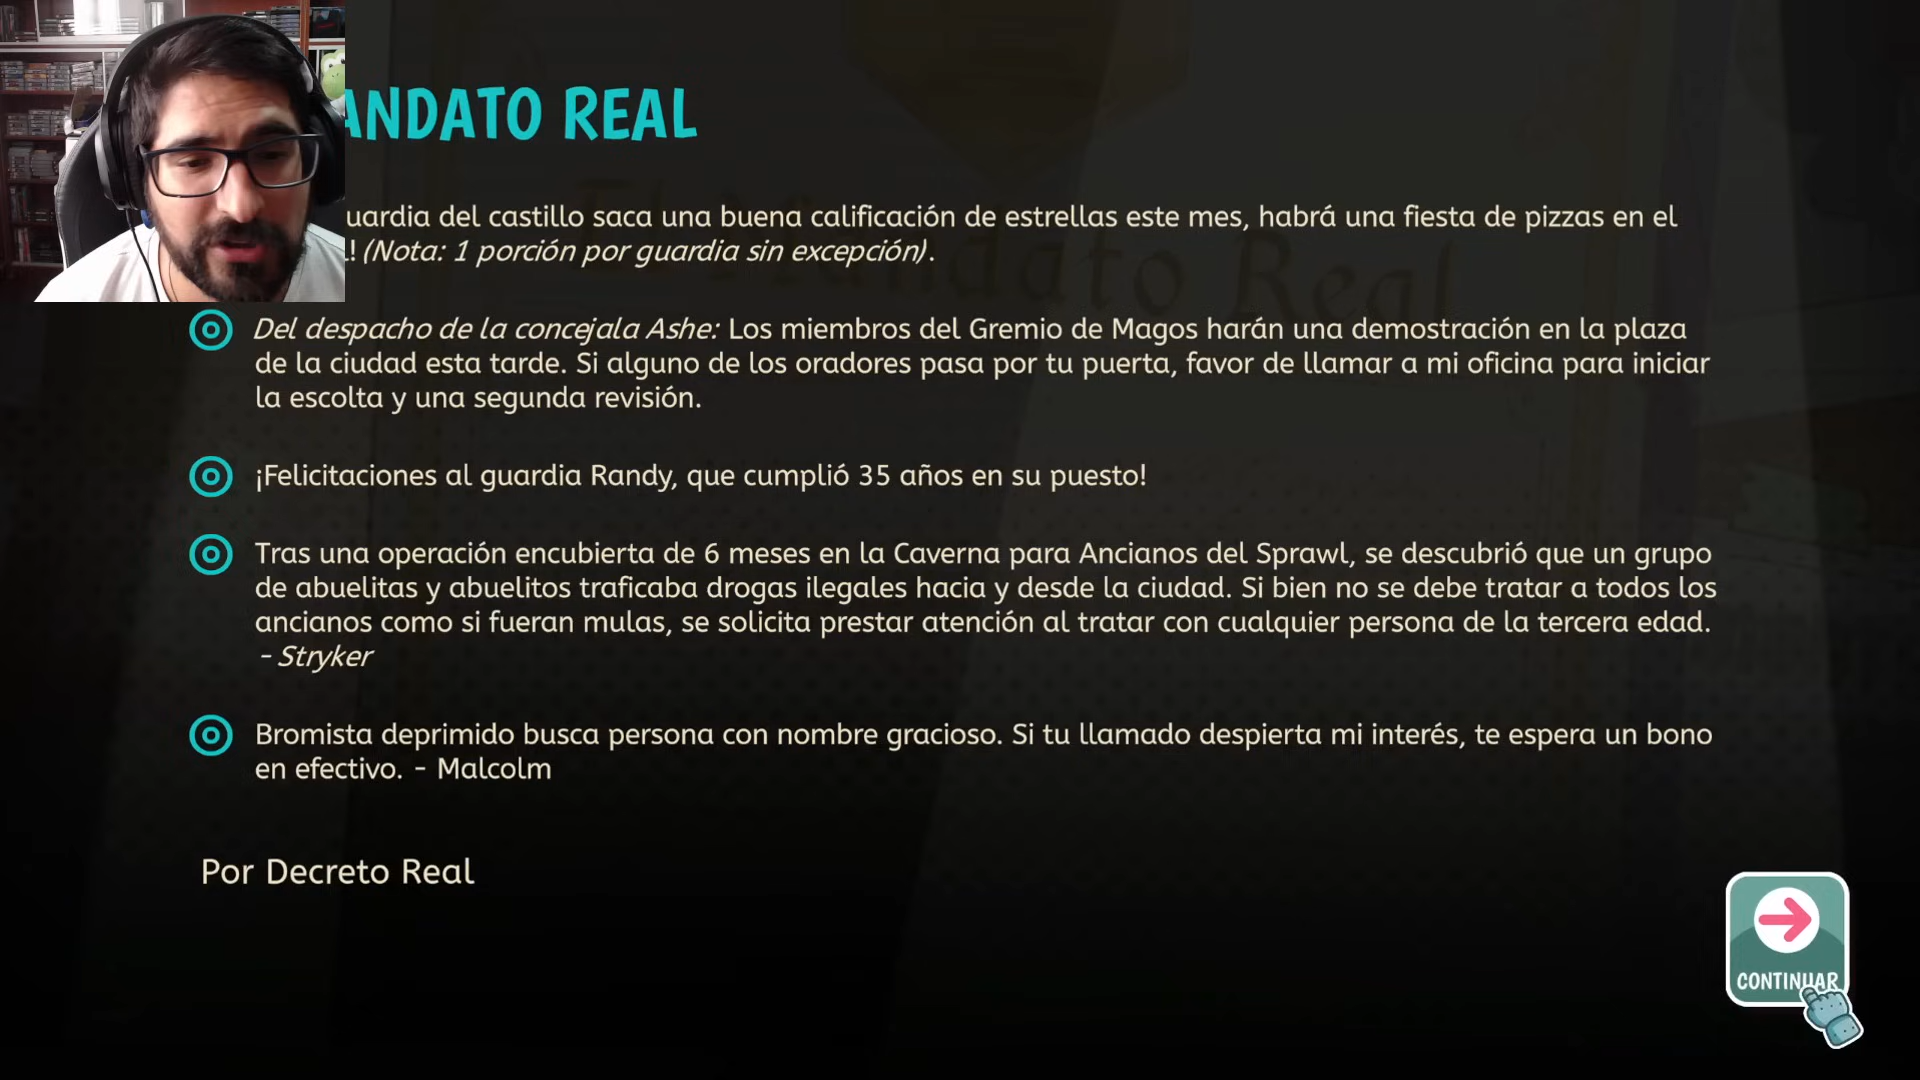 ANDATO REAL
uardia del castillo saca una buena calificación de estrellas este mes, habrá una fiesta de pizzas en el
! (Nota: 1 porción por guardia sin excepción).
Del despacho de la concejala Ashe: Los miembros del Gremio de Magos harán una demostración en la plaza
de la ciudad esta tarde. Si alguno de los oradores pasa por tu puerta, favor de llamar a mi oficina para iniciar
la escolta y una segunda revisión.
¡Felicitaciones al guardia Randy, que cumplió 35 años en su puesto!
Tras una operación encubierta de 6 meses en la Caverna para Ancianos del Sprawl, se descubrió que un grupo
de abuelitas y abuelitos traficaba drogas ilegales hacia y desde la ciudad. Si bien no se debe tratar a todos los
ancianos como si fueran mulas, se solicita prestar atención al tratar con cualquier persona de la tercera edad.
- Stryker
Bromista deprimido busca persona con nombre gracioso. Si tu llamado despierta mi interés, te espera un bono
en efectivo. - Malcolm
Por Decreto Real
CONTINUAR
El Mandato Real